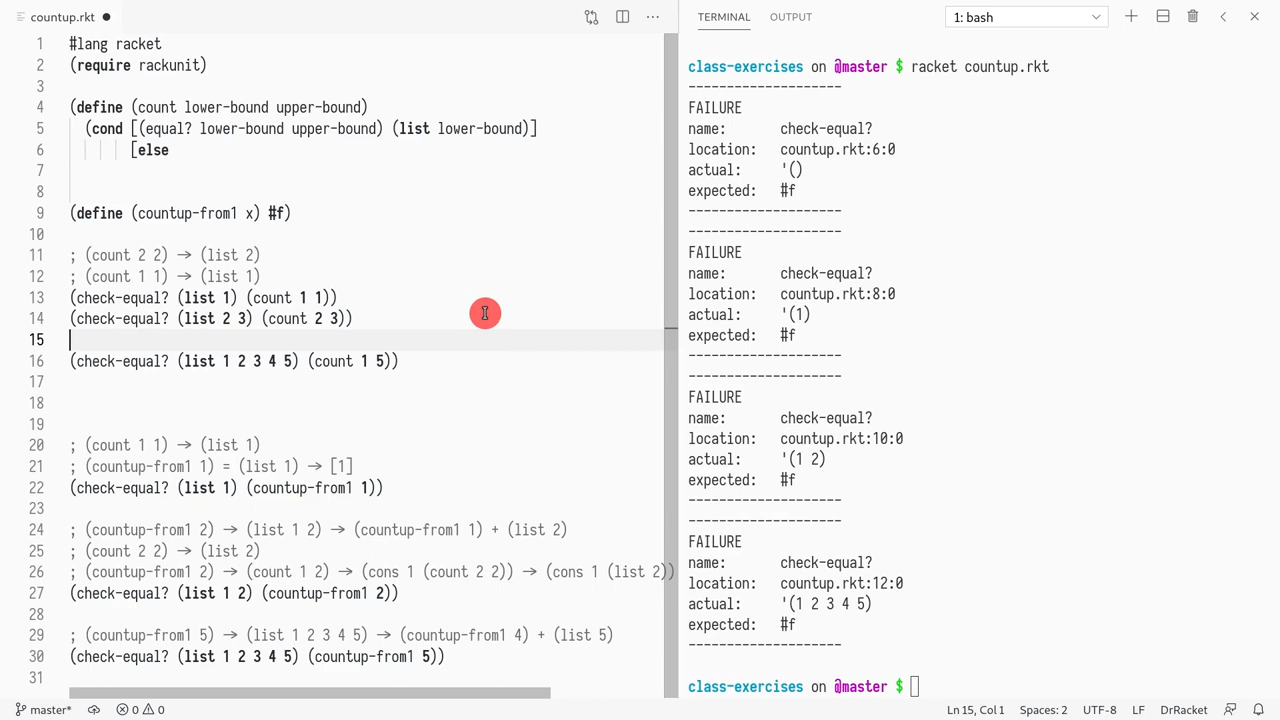 countup.rkt
1 #lang racket
2 (require rackunit)
3
4 (define (count lower-bound upper-bound)
5 (cond [(equal? lower-bound upper-bound) (list lower-bound)]
6 [else
7
8
9 (define (countup-from1 x) #f)
10
11 ; (count 2 2) → (list 2)
12 ; (count 1 1) → (list 1)
13 (check-equal? (list 1) (count 1 1))
14 (check-equal? (list 2 3) (count 2 3))
15
16 (check-equal? (list 1 2 3 4 5) (count 1 5))
17
18
19
20 ; (count 1 1) → (list 1)
21 ; (countup-from1 1) = (list 1) → [1]
22 (check-equal? (list 1) (countup-from1 1))
23
24 ; (countup-from1 2) → (list 1 2) → (countup-from1 1) + (list 2)
25 ; (count 2 2) → (list 2)
26 ; (countup-from1 2) → (count 1 2) → (cons 1 (count 2 2)) → (cons 1 (list 2))
27 (check-equal? (list 1 2) (countup-from1 2))
28
29 ; (countup-from1 5) → (list 1 2 3 4 5) → (countup-from1 4) + (list 5)
30 (check-equal? (list 1 2 3 4 5) (countup-from1 5))
31
TERMINAL OUTPUT 1: bash
class-exercises on @master $ racket countup.rkt
--------------------
FAILURE
name: check-equal?
location: countup.rkt:6:0
actual: '()
expected: #f
--------------------
--------------------
FAILURE
name: check-equal?
location: countup.rkt:8:0
actual: '(1)
expected: #f
--------------------
--------------------
FAILURE
name: check-equal?
location: countup.rkt:10:0
actual: '(1 2)
expected: #f
--------------------
--------------------
FAILURE
name: check-equal?
location: countup.rkt:12:0
actual: '(1 2 3 4 5)
expected: #f
--------------------
class-exercises on @master $
master* 0 0 Ln 15, Col 1 Spaces: 2 UTF-8 LF DrRacket